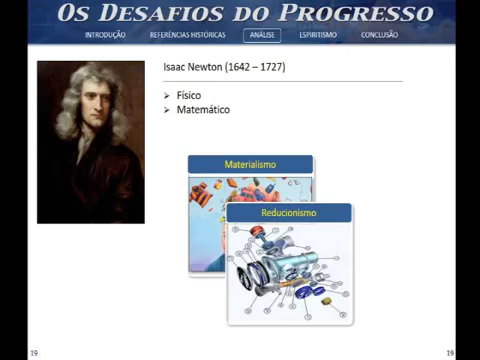 OS DESAFIOS DO PROGRESSO
INTRODUÇÃO REFERÊNCIAS HISTÓRICAS ANÁLISE ESPIRITISMO CONCLUSÃO
Isaac Newton (1642 – 1727)
➢ Físico
➢ Matemático
Materialismo
Reducionismo
19 19